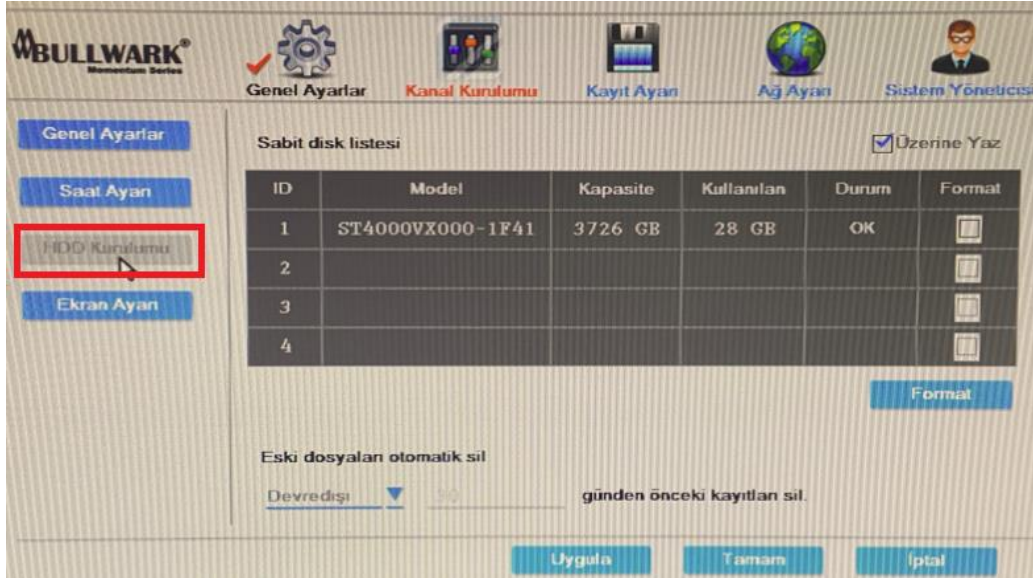 BULLWARK®
Momentum Series
Genel Ayarlar
Kanal Kurulumu
Kayıt Ayarı
Ağ Ayarı
Sistem Yöneticisi
Genel Ayarlar
Saat Ayarı
HDD Kurulumu
Ekran Ayarı
Sabit disk listesi
Üzerine Yaz
ID Model Kapasite Kullanılan Durum Format
1 ST4000VX000-1F41 3726 GB 28 GB OK
2
3
4
Format
Eski dosyaları otomatik sil
Devredışı 90 günden önceki kayıtları sil.
Uygula Tamam İptal